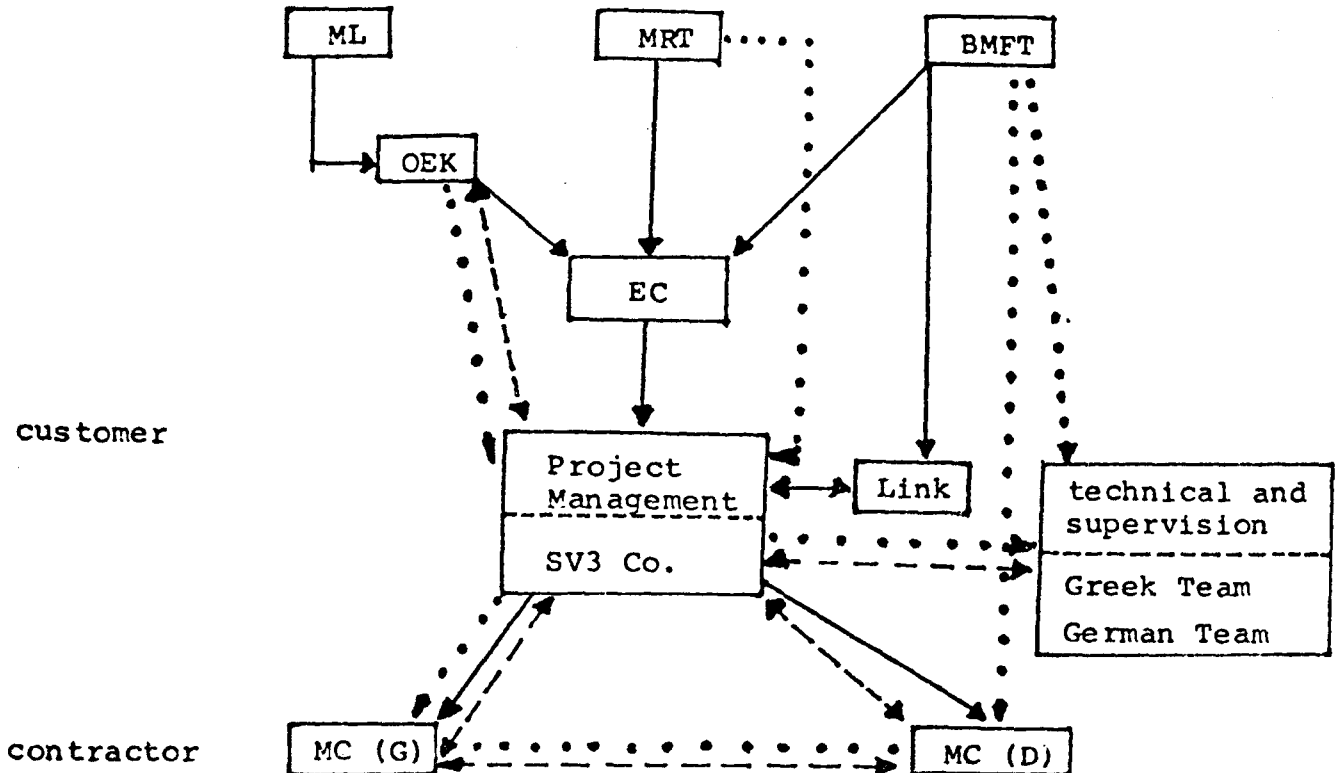 ML
MRT
BMFT
OEK
EC
customer
Project
Management
Link
technical and
supervision
SV3 Co.
Greek Team
German Team
contractor
MC (G)
MC (D)